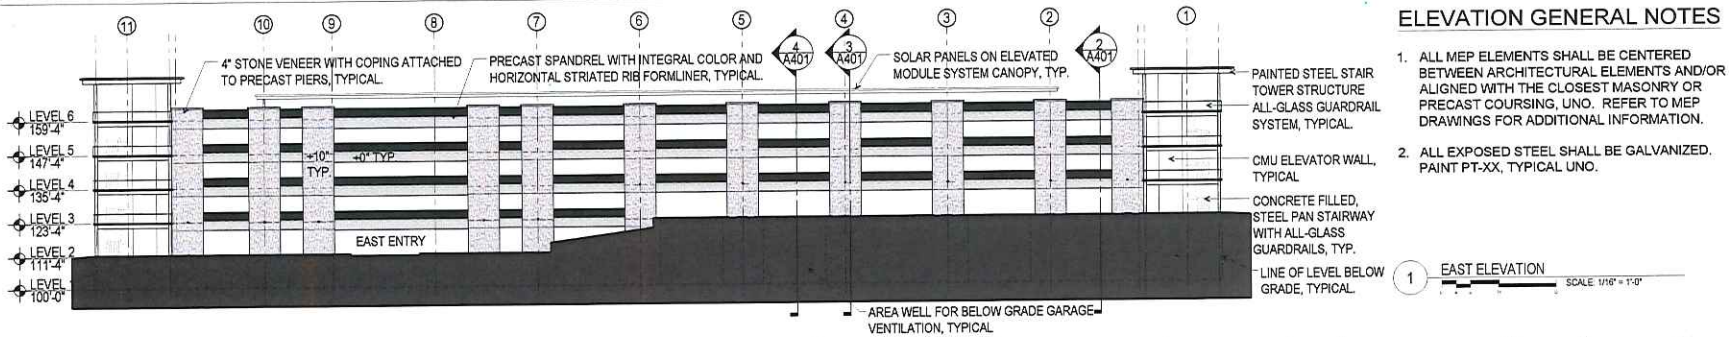 11
10
9
8
7
6
5
4
3
2
1
4
A401
3
A401
2
A401
4" STONE VENEER WITH COPING ATTACHED
TO PRECAST PIERS, TYPICAL.
PRECAST SPANDREL WITH INTEGRAL COLOR AND
HORIZONTAL STRIATED RIB FORMLINER, TYPICAL.
SOLAR PANELS ON ELEVATED
MODULE SYSTEM CANOPY, TYP.
PAINTED STEEL STAIR
TOWER STRUCTURE
ALL-GLASS GUARDRAIL
SYSTEM, TYPICAL.
CMU ELEVATOR WALL,
TYPICAL
CONCRETE FILLED,
STEEL PAN STAIRWAY
WITH ALL-GLASS
GUARDRAILS, TYP.
LINE OF LEVEL BELOW
GRADE, TYPICAL.
LEVEL 6
159'-4"
LEVEL 5
147'-4"
LEVEL 4
135'-4"
LEVEL 3
123'-4"
LEVEL 2
111'-4"
LEVEL 1
100'-0"
+10"
TYP.
+0" TYP
EAST ENTRY
AREA WELL FOR BELOW GRADE GARAGE
VENTILATION, TYPICAL
ELEVATION GENERAL NOTES
1. ALL MEP ELEMENTS SHALL BE CENTERED
BETWEEN ARCHITECTURAL ELEMENTS AND/OR
ALIGNED WITH THE CLOSEST MASONRY OR
PRECAST COURSING, UNO. REFER TO MEP
DRAWINGS FOR ADDITIONAL INFORMATION.
2. ALL EXPOSED STEEL SHALL BE GALVANIZED.
PAINT PT-XX, TYPICAL UNO.
1
EAST ELEVATION
SCALE: 1/16" = 1'-0"